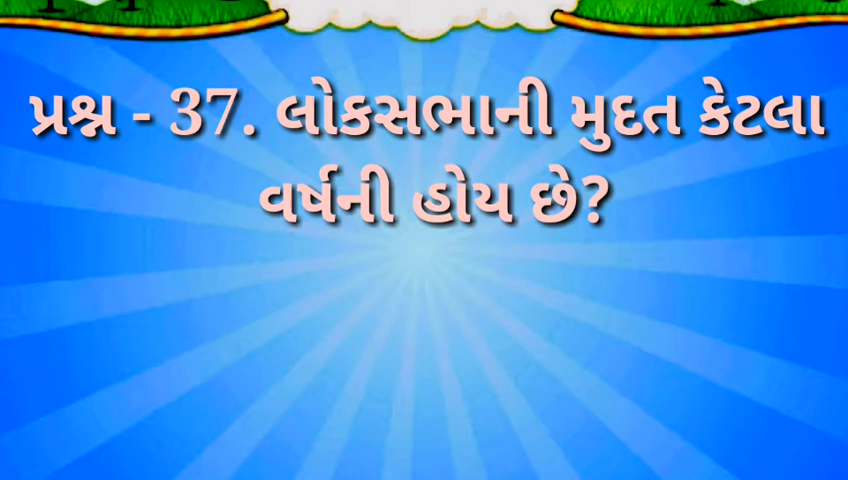 પ્રશ્ન - 37. લોકસભાની મુદત કેટલા
વર્ષની હોય છે?